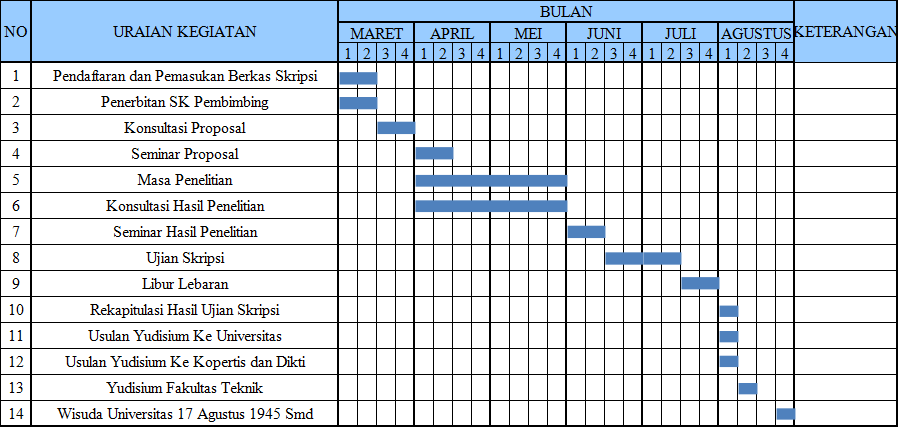 NO URAIAN KEGIATAN BULAN KETERANGAN
MARET APRIL MEI JUNI JULI AGUSTUS
1 2 3 4 1 2 3 4 1 2 3 4 1 2 3 4 1 2 3 4 1 2 3 4
1 Pendaftaran dan Pemasukan Berkas Skripsi
2 Penerbitan SK Pembimbing
3 Konsultasi Proposal
4 Seminar Proposal
5 Masa Penelitian
6 Konsultasi Hasil Penelitian
7 Seminar Hasil Penelitian
8 Ujian Skripsi
9 Libur Lebaran
10 Rekapitulasi Hasil Ujian Skripsi
11 Usulan Yudisium Ke Universitas
12 Usulan Yudisium Ke Kopertis dan Dikti
13 Yudisium Fakultas Teknik
14 Wisuda Universitas 17 Agustus 1945 Smd